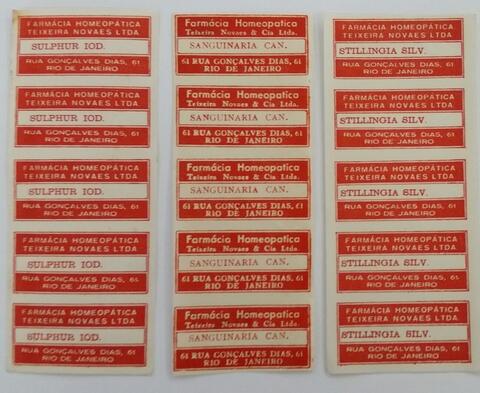 FARMÁCIA HOMEOPÁTICA
TEIXEIRA NOVAES LTDA.
SULPHUR IOD.
RUA GONÇALVES DIAS, 61
RIO DE JANEIRO
FARMÁCIA HOMEOPÁTICA
TEIXEIRA NOVAES LTDA.
SULPHUR IOD.
RUA GONÇALVES DIAS, 61
RIO DE JANEIRO
FARMÁCIA HOMEOPÁTICA
TEIXEIRA NOVAES LTDA.
SULPHUR IOD.
RUA GONÇALVES DIAS, 61
RIO DE JANEIRO
FARMÁCIA HOMEOPÁTICA
TEIXEIRA NOVAES LTDA.
SULPHUR IOD.
RUA GONÇALVES DIAS, 61
RIO DE JANEIRO
FARMÁCIA HOMEOPÁTICA
TEIXEIRA NOVAES LTDA.
SULPHUR IOD.
RUA GONÇALVES DIAS, 61
RIO DE JANEIRO
Farmácia Homeopatica
Teixeira Novaes & Cia Ltda.
SANGUINARIA CAN.
61 RUA GONÇALVES DIAS, 61
RIO DE JANEIRO
Farmácia Homeopatica
Teixeira Novaes & Cia Ltda.
SANGUINARIA CAN.
61 RUA GONÇALVES DIAS, 61
RIO DE JANEIRO
Farmácia Homeopatica
Teixeira Novaes & Cia Ltda.
SANGUINARIA CAN.
61 RUA GONÇALVES DIAS, 61
RIO DE JANEIRO
Farmácia Homeopatica
Teixeira Novaes & Cia Ltda.
SANGUINARIA CAN.
61 RUA GONÇALVES DIAS, 61
RIO DE JANEIRO
Farmácia Homeopatica
Teixeira Novaes & Cia Ltda.
SANGUINARIA CAN.
61 RUA GONÇALVES DIAS, 61
RIO DE JANEIRO
FARMÁCIA HOMEOPÁTICA
TEIXEIRA NOVAES LTDA.
STILLINGIA SILV.
RUA GONÇALVES DIAS, 61
RIO DE JANEIRO
FARMÁCIA HOMEOPÁTICA
TEIXEIRA NOVAES LTDA.
STILLINGIA SILV.
RUA GONÇALVES DIAS, 61
RIO DE JANEIRO
FARMÁCIA HOMEOPÁTICA
TEIXEIRA NOVAES LTDA.
STILLINGIA SILV.
RUA GONÇALVES DIAS, 61
RIO DE JANEIRO
FARMÁCIA HOMEOPÁTICA
TEIXEIRA NOVAES LTDA.
STILLINGIA SILV.
RUA GONÇALVES DIAS, 61
RIO DE JANEIRO
FARMÁCIA HOMEOPÁTICA
TEIXEIRA NOVAES LTDA.
STILLINGIA SILV.
RUA GONÇALVES DIAS, 61
RIO DE JANEIRO